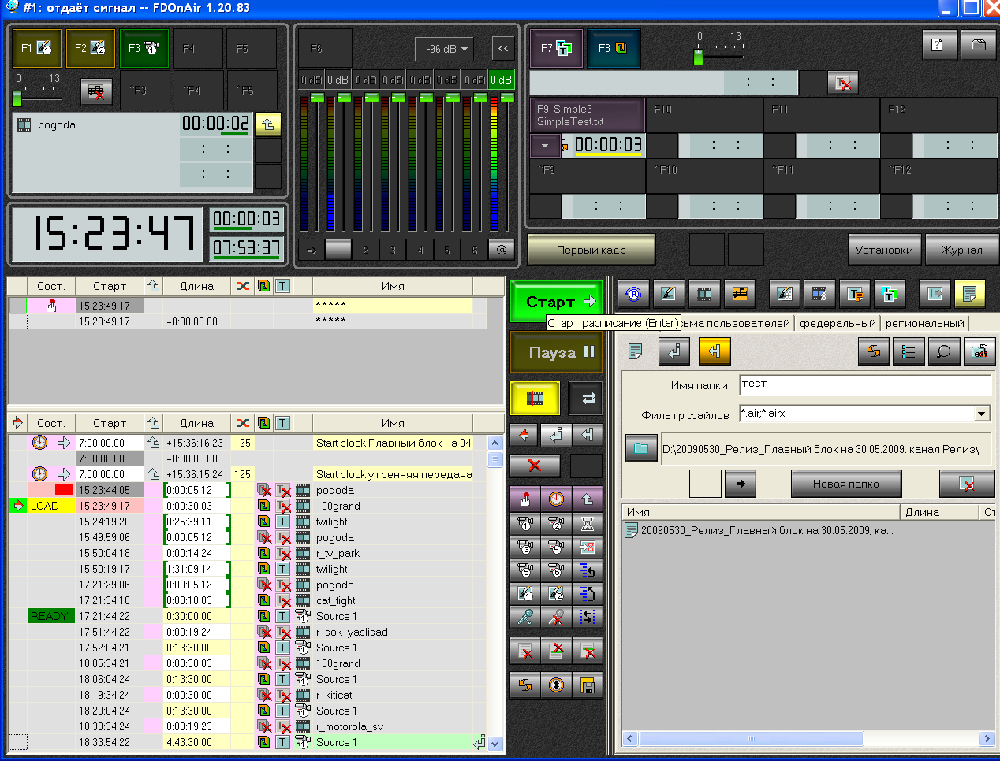 #1: отдаёт сигнал -- FDOnAir 1.20.83
F1 1 F2 2 F3 1 F4 F5
0 13
^F3 ^F4 ^F5
pogoda 00:00:02
: :
: :
15:23:47 00:00:03
07:53:37
F6 -96 dB <<
0 dB 0 dB 0 dB 0 dB 0 dB 0 dB 0 dB 0 dB
=> 1 2 3 4 5 6 @
F7 F8 0 13
: :
F9 Simple3 F10 F11 F12
SimpleTest.txt
00:00:03 : : : : : :
^F9 ^F10 ^F11 ^F12
: : : : : : : :
Первый кадр Установки Журнал
Сост. Старт Длина T Имя
15:23:49.17 *****
15:23:49.17 =0:00:00.00 *****
Старт
Старт расписание (Enter)
Пауза
сьма пользователей федеральный региональный
Имя папки тест
Фильтр файлов *.air;*.airx
D:\20090530_Релиз_Главный блок на 30.05.2009, канал Релиз\
Новая папка
Имя Длина Ст
20090530_Релиз_Главный блок на 30.05.2009, ка...
Сост. Старт Длина T Имя
7:00:00.00 +15:36:16.23 125 Start block Главный блок на 04.
7:00:00.00 =0:00:00.00
7:00:00.00 +15:36:15.24 125 Start block утренняя передача
15:23:44.05 0:00:05.12 pogoda
LOAD 15:23:49.17 0:00:30.03 T 100grand
15:24:19.20 0:25:39.11 T twilight
15:49:59.06 0:00:05.12 pogoda
15:50:04.18 0:00:14.24 T r_tv_park
15:50:19.17 1:31:09.14 T twilight
17:21:29.06 0:00:05.12 pogoda
17:21:34.18 0:00:10.03 T cat_fight
READY 17:21:44.22 0:30:00.00 T Source 1
17:51:44.22 0:00:19.24 r_sok_yaslisad
17:52:04.21 0:13:30.00 T Source 1
18:05:34.21 0:00:30.03 100grand
18:06:04.24 0:13:30.00 T Source 1
18:19:34.24 0:00:30.00 r_kiticat
18:20:04.24 0:13:30.00 T Source 1
18:33:34.24 0:00:19.23 r_motorola_sv
18:33:54.22 4:43:30.00 T Source 1